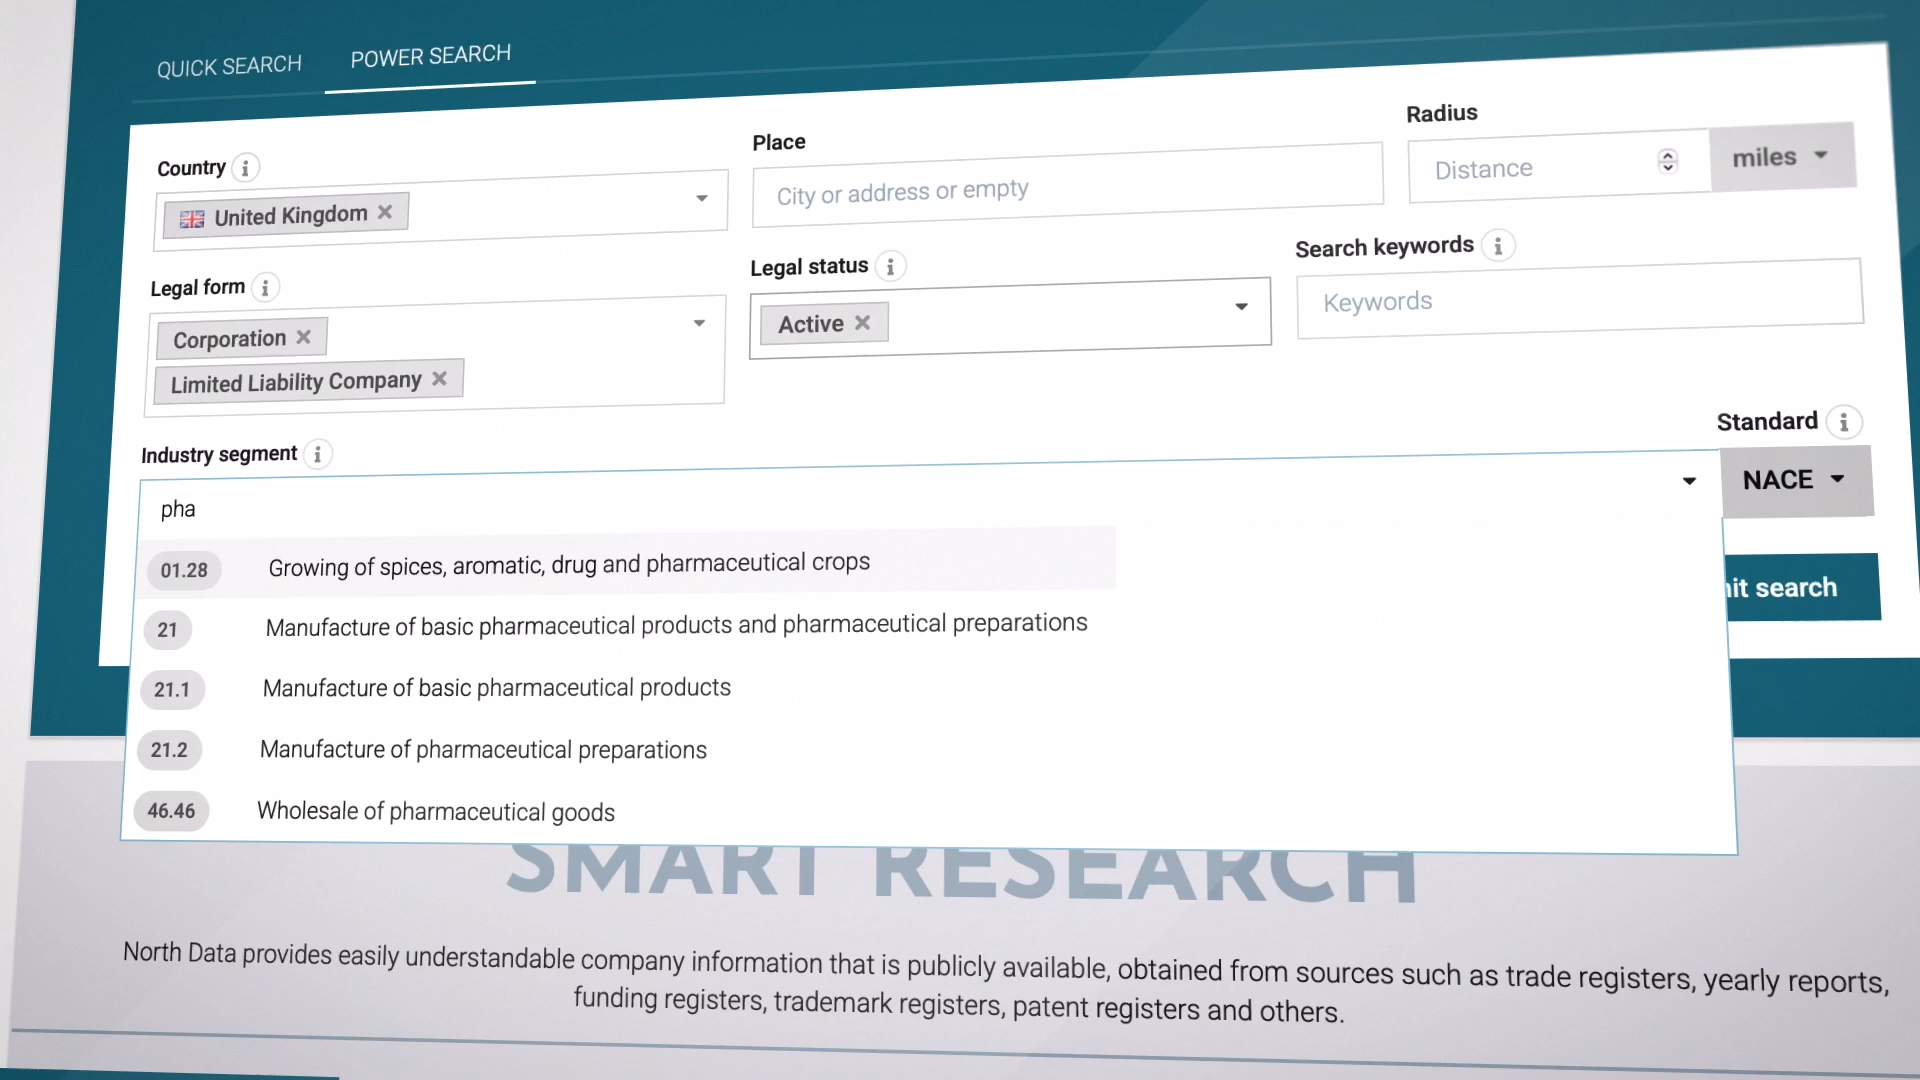 QUICK SEARCH
POWER SEARCH
Country i
United Kingdom ×
Place
City or address or empty
Radius
Distance
miles
Legal form i
Corporation ×
Limited Liability Company ×
Legal status i
Active ×
Search keywords i
Keywords
Industry segment i
Standard i
pha
NACE
01.28 Growing of spices, aromatic, drug and pharmaceutical crops
21 Manufacture of basic pharmaceutical products and pharmaceutical preparations
21.1 Manufacture of basic pharmaceutical products
21.2 Manufacture of pharmaceutical preparations
46.46 Wholesale of pharmaceutical goods
search
SMART RESEARCH
North Data provides easily understandable company information that is publicly available, obtained from sources such as trade registers, yearly reports,
funding registers, trademark registers, patent registers and others.